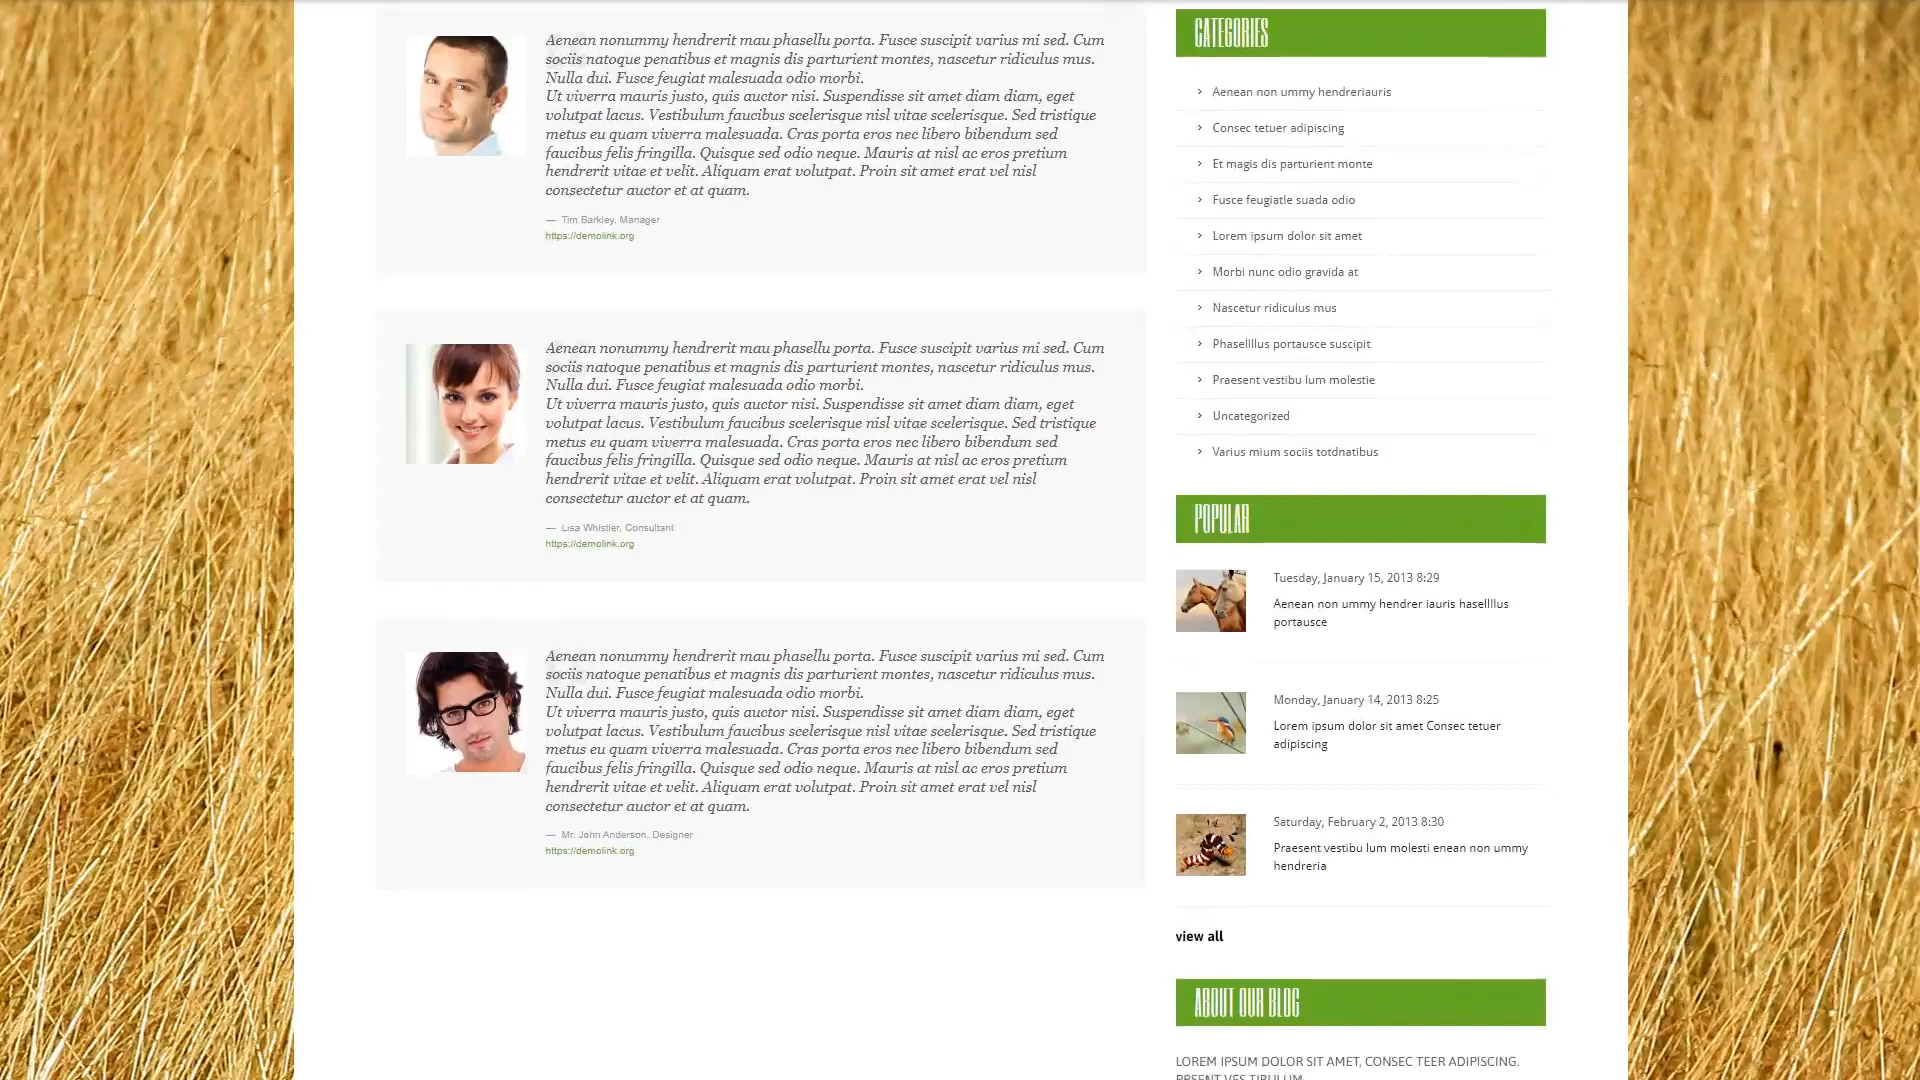 Aenean nonummy hendrerit mau phasellu porta. Fusce suscipit varius mi sed. Cum
sociis natoque penatibus et magnis dis parturient montes, nascetur ridiculus mus.
Nulla dui. Fusce feugiat malesuada odio morbi.
Ut viverra mauris justo, quis auctor nisi. Suspendisse sit amet diam diam, eget
volutpat lacus. Vestibulum faucibus scelerisque nisl vitae scelerisque. Sed tristique
metus eu quam viverra malesuada. Cras porta eros nec libero bibendum sed
faucibus felis fringilla. Quisque sed odio neque. Mauris at nisl ac eros pretium
hendrerit vitae et velit. Aliquam erat volutpat. Proin sit amet erat vel nisl
consectetur auctor et at quam.
— Tim Barkley, Manager
https://demolink.org
Aenean nonummy hendrerit mau phasellu porta. Fusce suscipit varius mi sed. Cum
sociis natoque penatibus et magnis dis parturient montes, nascetur ridiculus mus.
Nulla dui. Fusce feugiat malesuada odio morbi.
Ut viverra mauris justo, quis auctor nisi. Suspendisse sit amet diam diam, eget
volutpat lacus. Vestibulum faucibus scelerisque nisl vitae scelerisque. Sed tristique
metus eu quam viverra malesuada. Cras porta eros nec libero bibendum sed
faucibus felis fringilla. Quisque sed odio neque. Mauris at nisl ac eros pretium
hendrerit vitae et velit. Aliquam erat volutpat. Proin sit amet erat vel nisl
consectetur auctor et at quam.
— Lisa Whistler, Consultant
https://demolink.org
Aenean nonummy hendrerit mau phasellu porta. Fusce suscipit varius mi sed. Cum
sociis natoque penatibus et magnis dis parturient montes, nascetur ridiculus mus.
Nulla dui. Fusce feugiat malesuada odio morbi.
Ut viverra mauris justo, quis auctor nisi. Suspendisse sit amet diam diam, eget
volutpat lacus. Vestibulum faucibus scelerisque nisl vitae scelerisque. Sed tristique
metus eu quam viverra malesuada. Cras porta eros nec libero bibendum sed
faucibus felis fringilla. Quisque sed odio neque. Mauris at nisl ac eros pretium
hendrerit vitae et velit. Aliquam erat volutpat. Proin sit amet erat vel nisl
consectetur auctor et at quam.
— Mr. John Anderson, Designer
https://demolink.org
CATEGORIES
Aenean non ummy hendreriauris
Consec tetuer adipiscing
Et magis dis parturient monte
Fusce feugiatle suada odio
Lorem ipsum dolor sit amet
Morbi nunc odio gravida at
Nascetur ridiculus mus
Phasellllus portausce suscipit
Praesent vestibu lum molestie
Uncategorized
Varius mium sociis totdnatibus
POPULAR
Tuesday, January 15, 2013 8:29
Aenean non ummy hendrer iauris hasellllus
portausce
Monday, January 14, 2013 8:25
Lorem ipsum dolor sit amet Consec tetuer
adipiscing
Saturday, February 2, 2013 8:30
Praesent vestibu lum molesti enean non ummy
hendreria
view all
ABOUT OUR BLOG
LOREM IPSUM DOLOR SIT AMET, CONSEC TEER ADIPISCING.
PRSENT VES TIBULUM